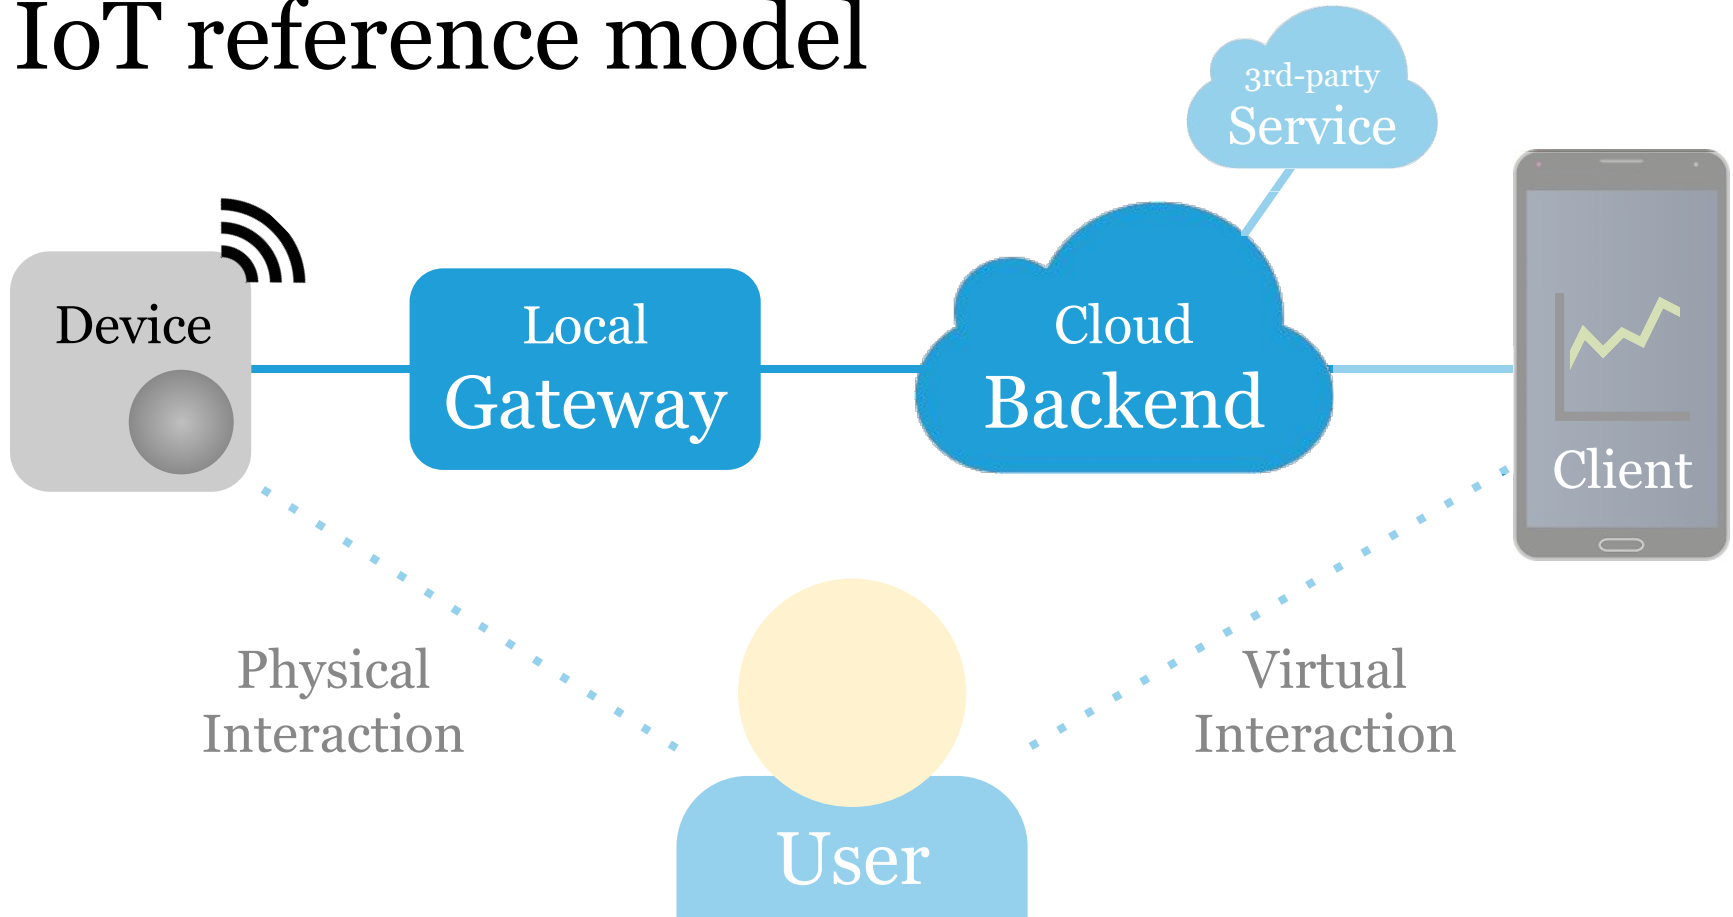 IoT reference model
3rd-party
Service
Device
Local
Gateway
Cloud
Backend
Client
Physical
Interaction
Virtual
Interaction
User